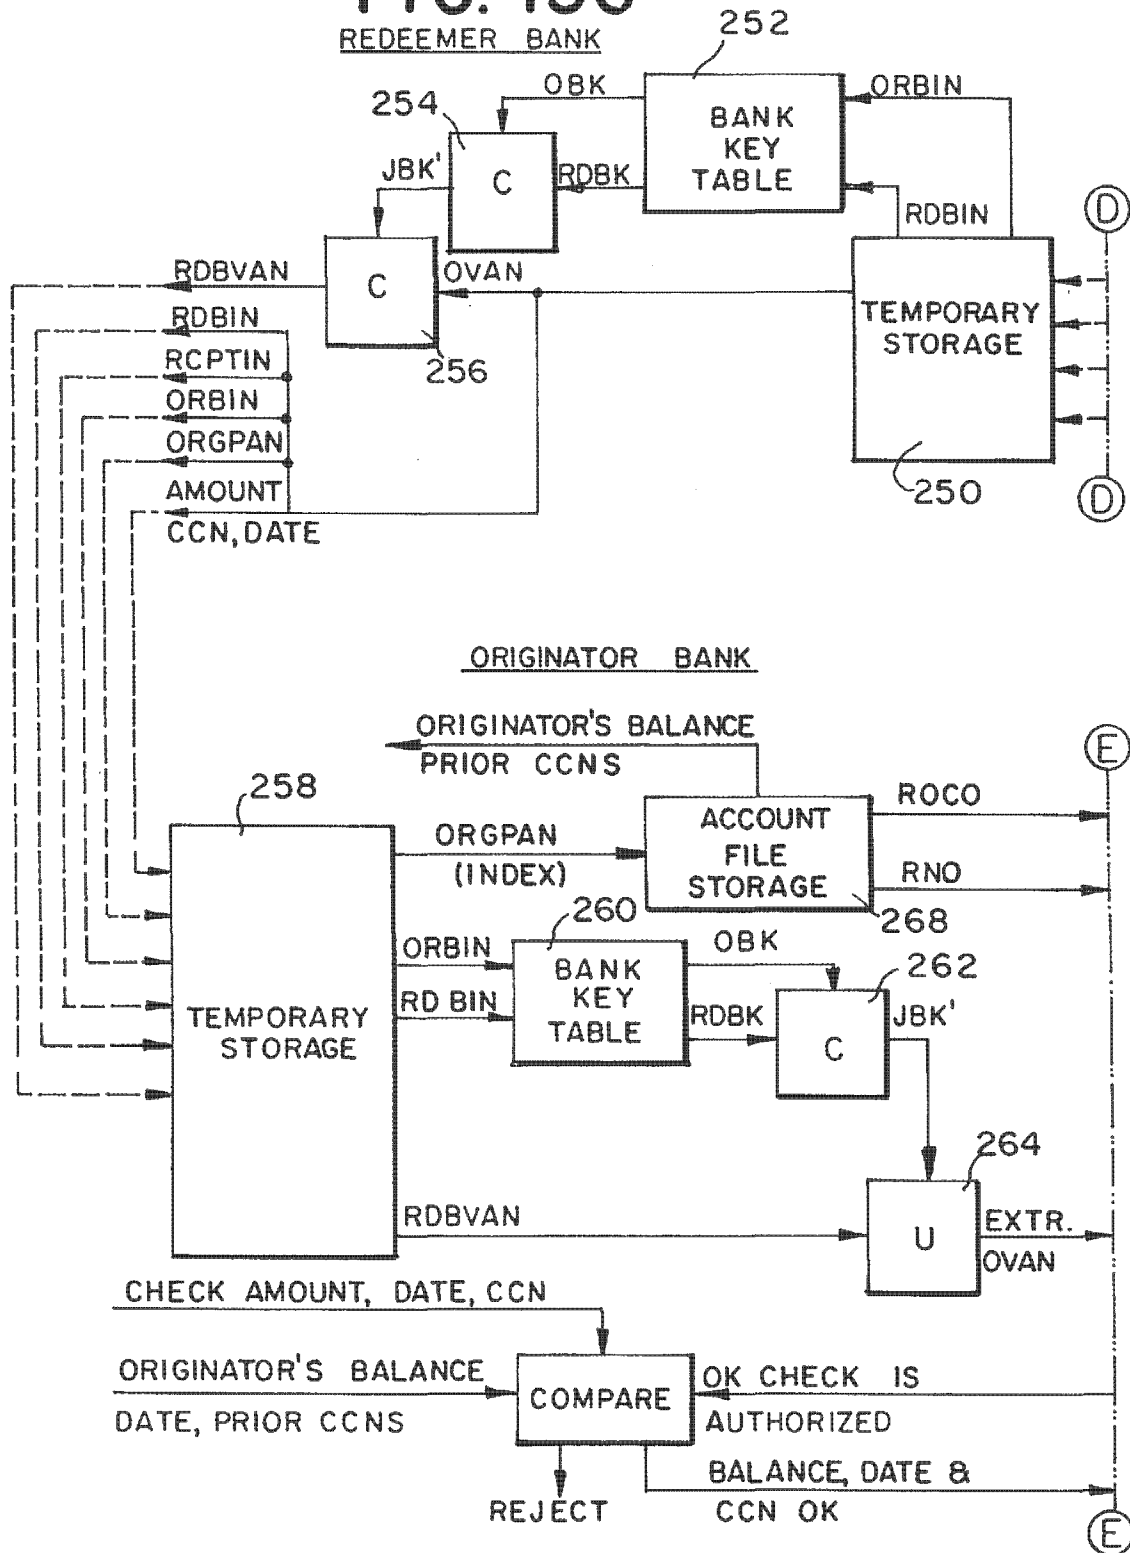 REDEEMER BANK
252
OBK
ORBIN
254
BANK
KEY
TABLE
C
JBK'
RDBK
RDBIN
D
RDBVAN
C
OVAN
TEMPORARY
STORAGE
RDBIN
256
RCPTIN
ORBIN
ORGPAN
AMOUNT
CCN, DATE
250
D
ORIGINATOR BANK
ORIGINATOR'S BALANCE
PRIOR CCNS
E
258
ORGPAN
(INDEX)
ACCOUNT
FILE
STORAGE
ROCO
RNO
268
260
ORBIN
RD BIN
BANK
KEY
TABLE
OBK
RDBK
262
C
JBK'
TEMPORARY
STORAGE
264
RDBVAN
U
EXTR.
OVAN
CHECK AMOUNT, DATE, CCN
ORIGINATOR'S BALANCE
DATE, PRIOR CCNS
COMPARE
OK CHECK IS
AUTHORIZED
REJECT
BALANCE, DATE &
CCN OK
E